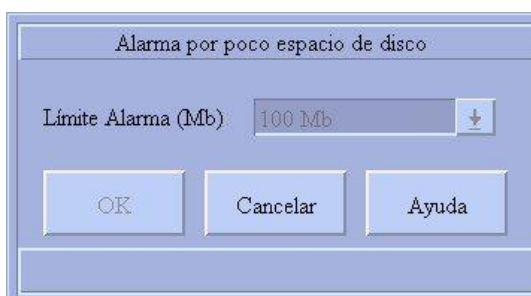 Alarma por poco espacio de disco
Límite Alarma (Mb) 100 Mb
OK Cancelar Ayuda